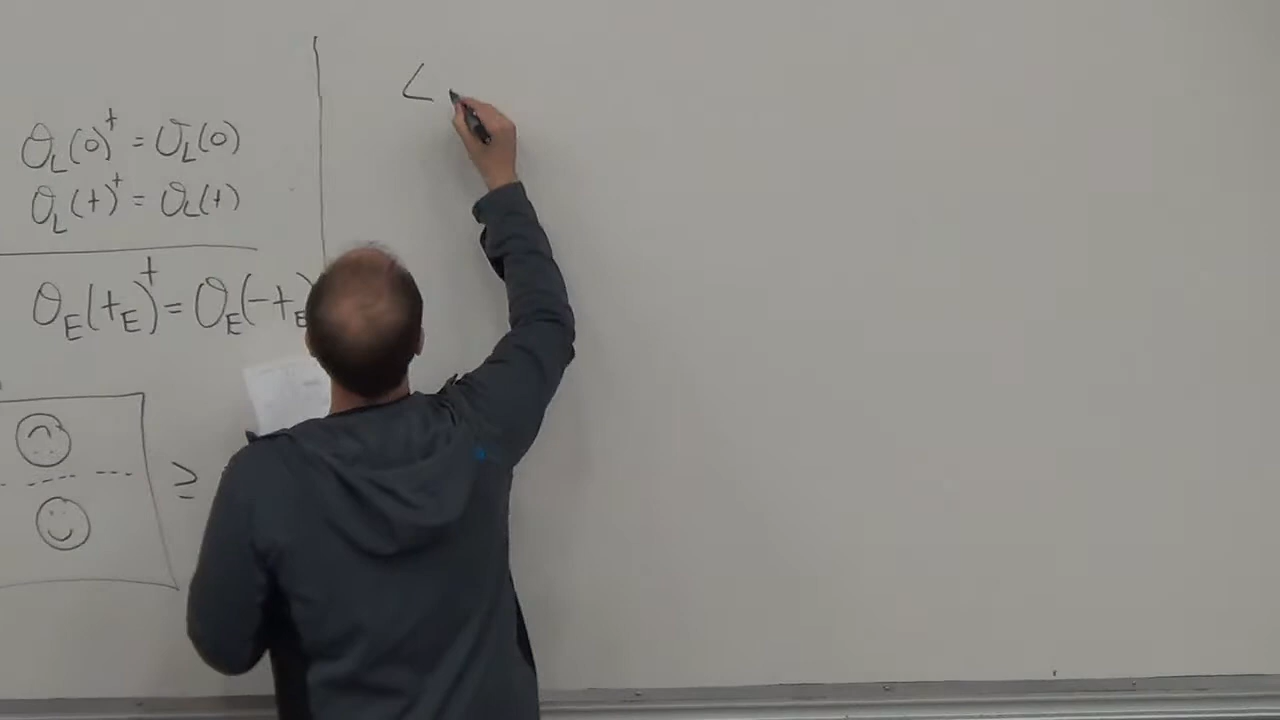 O_L(0)^† = O_L(0)
O_L(t)^† = O_L(t)
O_E(t_E)^† = O_E(-t_E)
≥
<